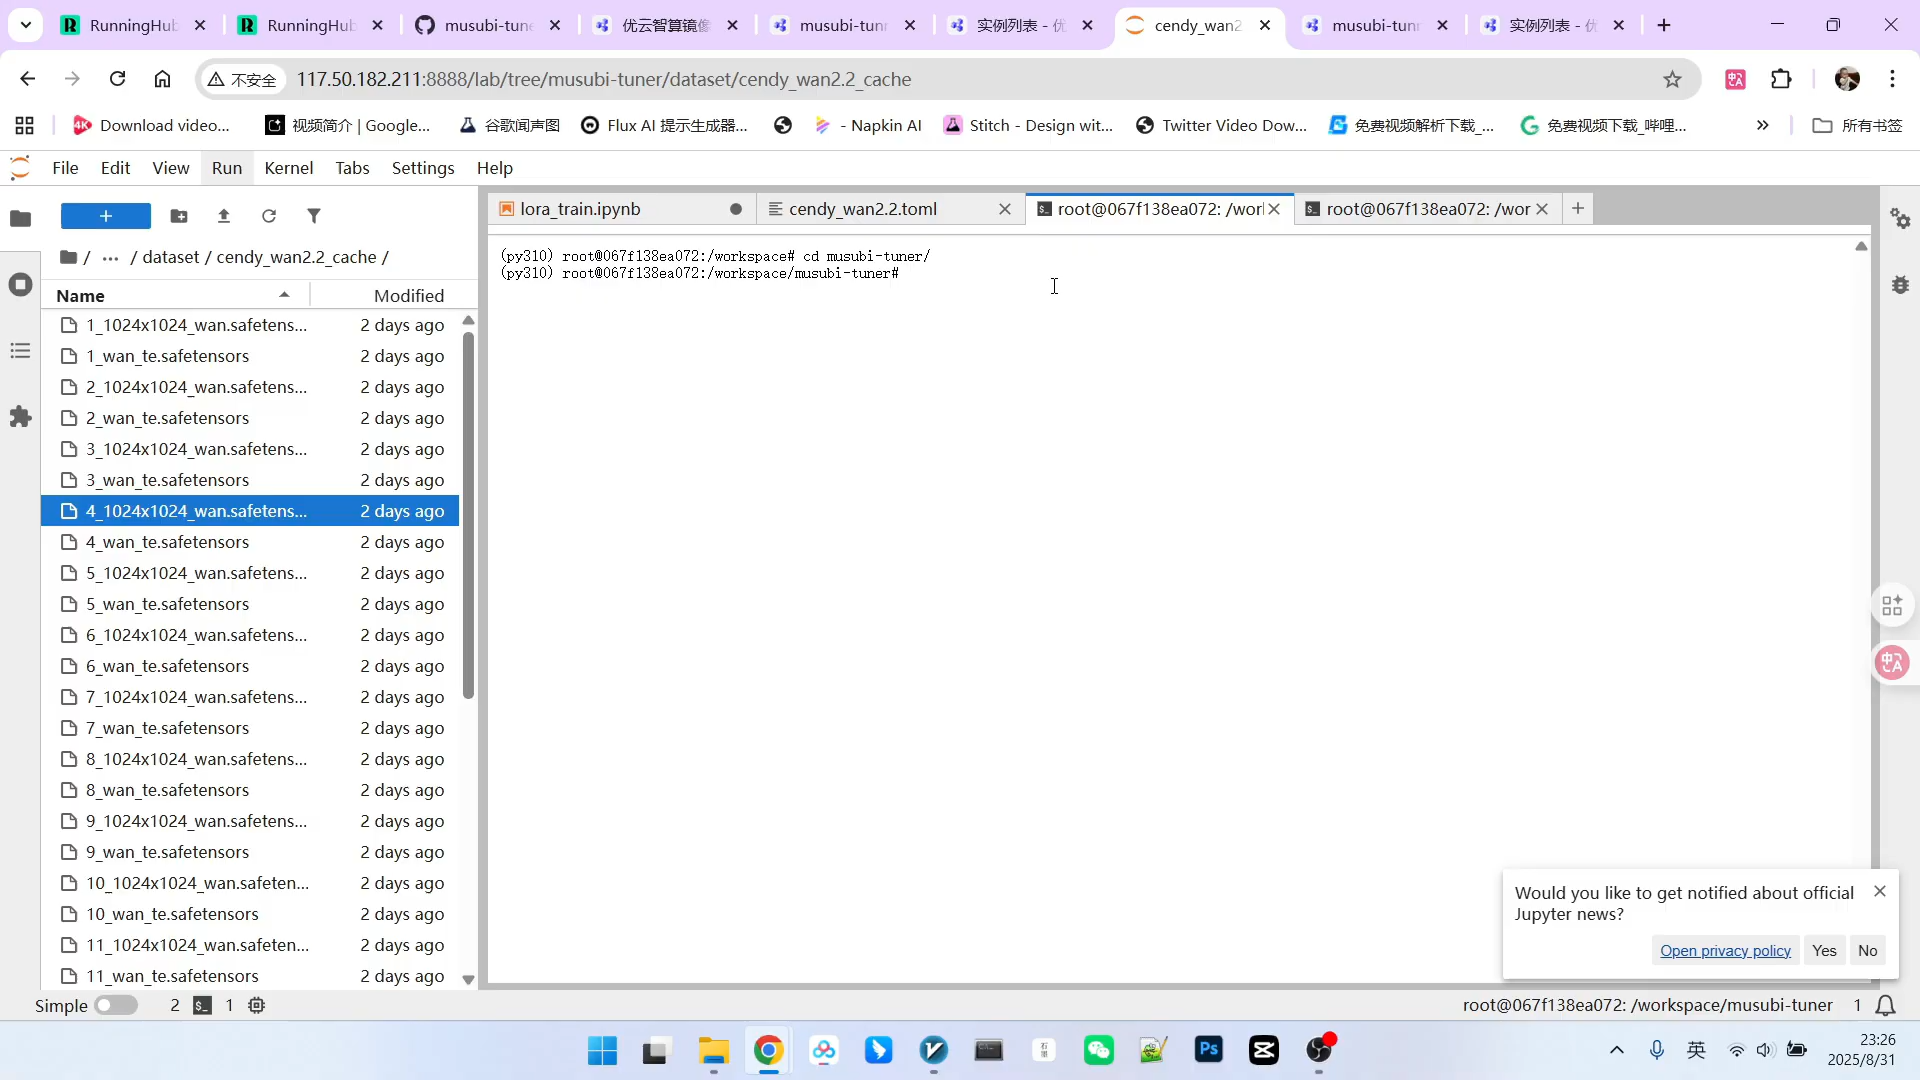 RunningHub
RunningHub
musubi-tune
优云智算镜像
musubi-tun
实例列表 - 优
cendy_wan2
musubi-tun
实例列表 - 优
不安全
117.50.182.211:8888/lab/tree/musubi-tuner/dataset/cendy_wan2.2_cache
Download video...
视频简介 | Google...
谷歌闻声图
Flux AI 提示生成器...
- Napkin AI
Stitch - Design wit...
Twitter Video Dow...
免费视频解析下载_...
免费视频下载_哔哩...
所有书签
File
Edit
View
Run
Kernel
Tabs
Settings
Help
lora_train.ipynb
cendy_wan2.2.toml
root@067f138ea072: /worl
root@067f138ea072: /wor
/ ... / dataset / cendy_wan2.2_cache /
Name
Modified
1_1024x1024_wan.safetens... 2 days ago
1_wan_te.safetensors 2 days ago
2_1024x1024_wan.safetens... 2 days ago
2_wan_te.safetensors 2 days ago
3_1024x1024_wan.safetens... 2 days ago
3_wan_te.safetensors 2 days ago
4_1024x1024_wan.safetens... 2 days ago
4_wan_te.safetensors 2 days ago
5_1024x1024_wan.safetens... 2 days ago
5_wan_te.safetensors 2 days ago
6_1024x1024_wan.safetens... 2 days ago
6_wan_te.safetensors 2 days ago
7_1024x1024_wan.safetens... 2 days ago
7_wan_te.safetensors 2 days ago
8_1024x1024_wan.safetens... 2 days ago
8_wan_te.safetensors 2 days ago
9_1024x1024_wan.safetens... 2 days ago
9_wan_te.safetensors 2 days ago
10_1024x1024_wan.safeten... 2 days ago
10_wan_te.safetensors 2 days ago
11_1024x1024_wan.safeten... 2 days ago
11_wan_te.safetensors 2 days ago
(py310) root@067f138ea072:/workspace# cd musubi-tuner/
(py310) root@067f138ea072:/workspace/musubi-tuner#
Would you like to get notified about official
Jupyter news?
Open privacy policy
Yes
No
Simple
2
1
root@067f138ea072: /workspace/musubi-tuner
1
Ps
英
23:26
2025/8/31